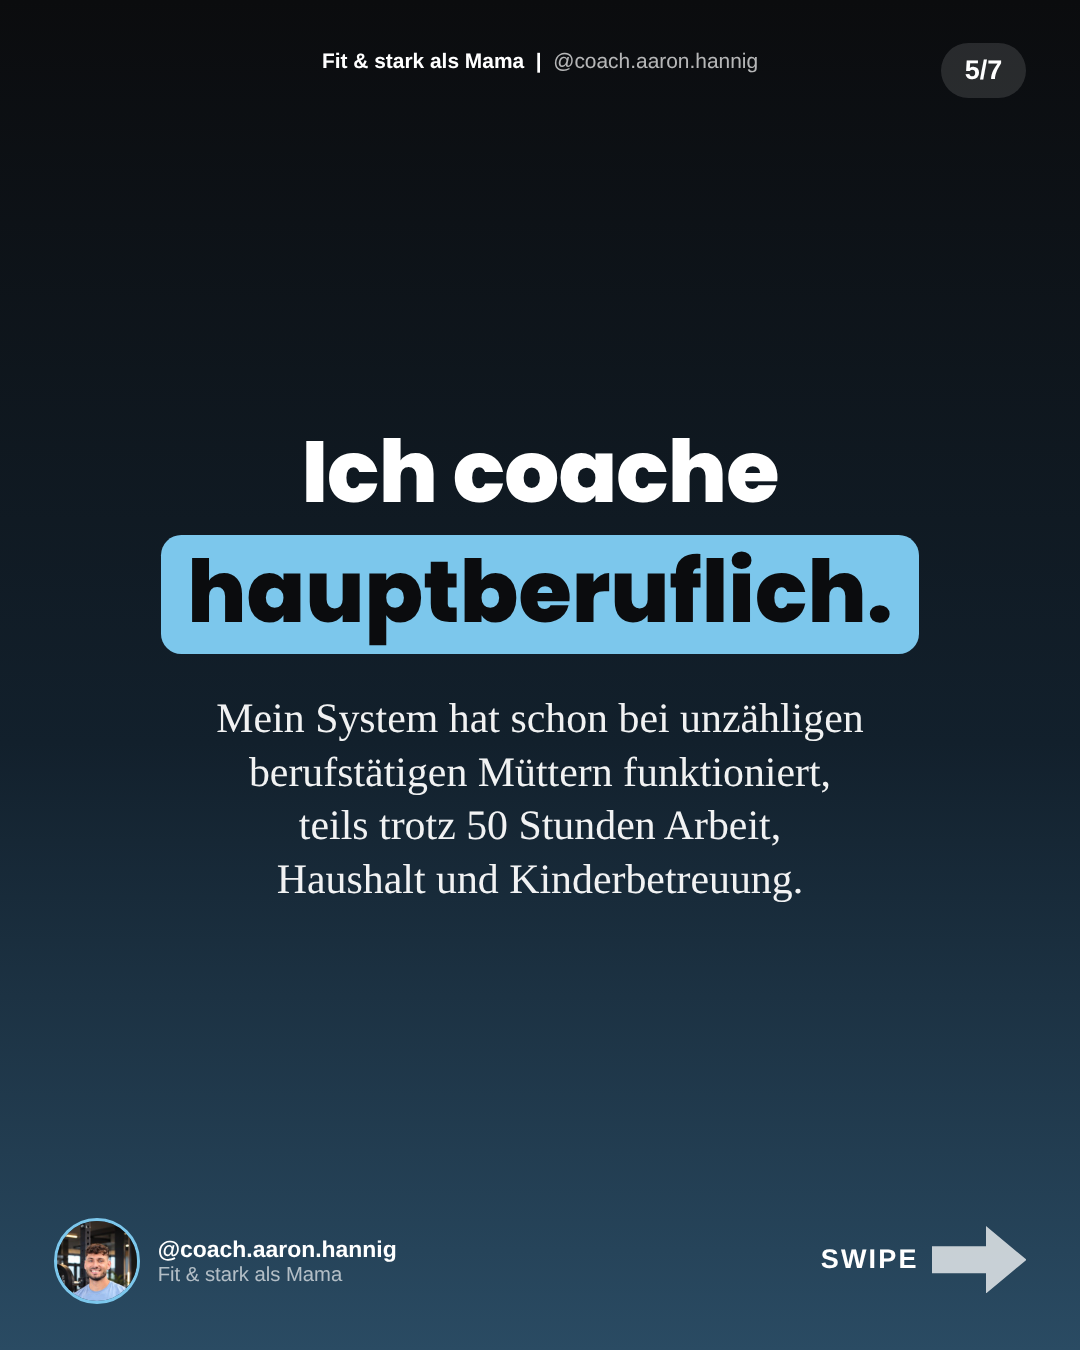 Fit & stark als Mama | @coach.aaron.hannig
5/7
Ich coache
hauptberuflich.
Mein System hat schon bei unzähligen
berufstätigen Müttern funktioniert,
teils trotz 50 Stunden Arbeit,
Haushalt und Kinderbetreuung.
@coach.aaron.hannig
Fit & stark als Mama
SWIPE